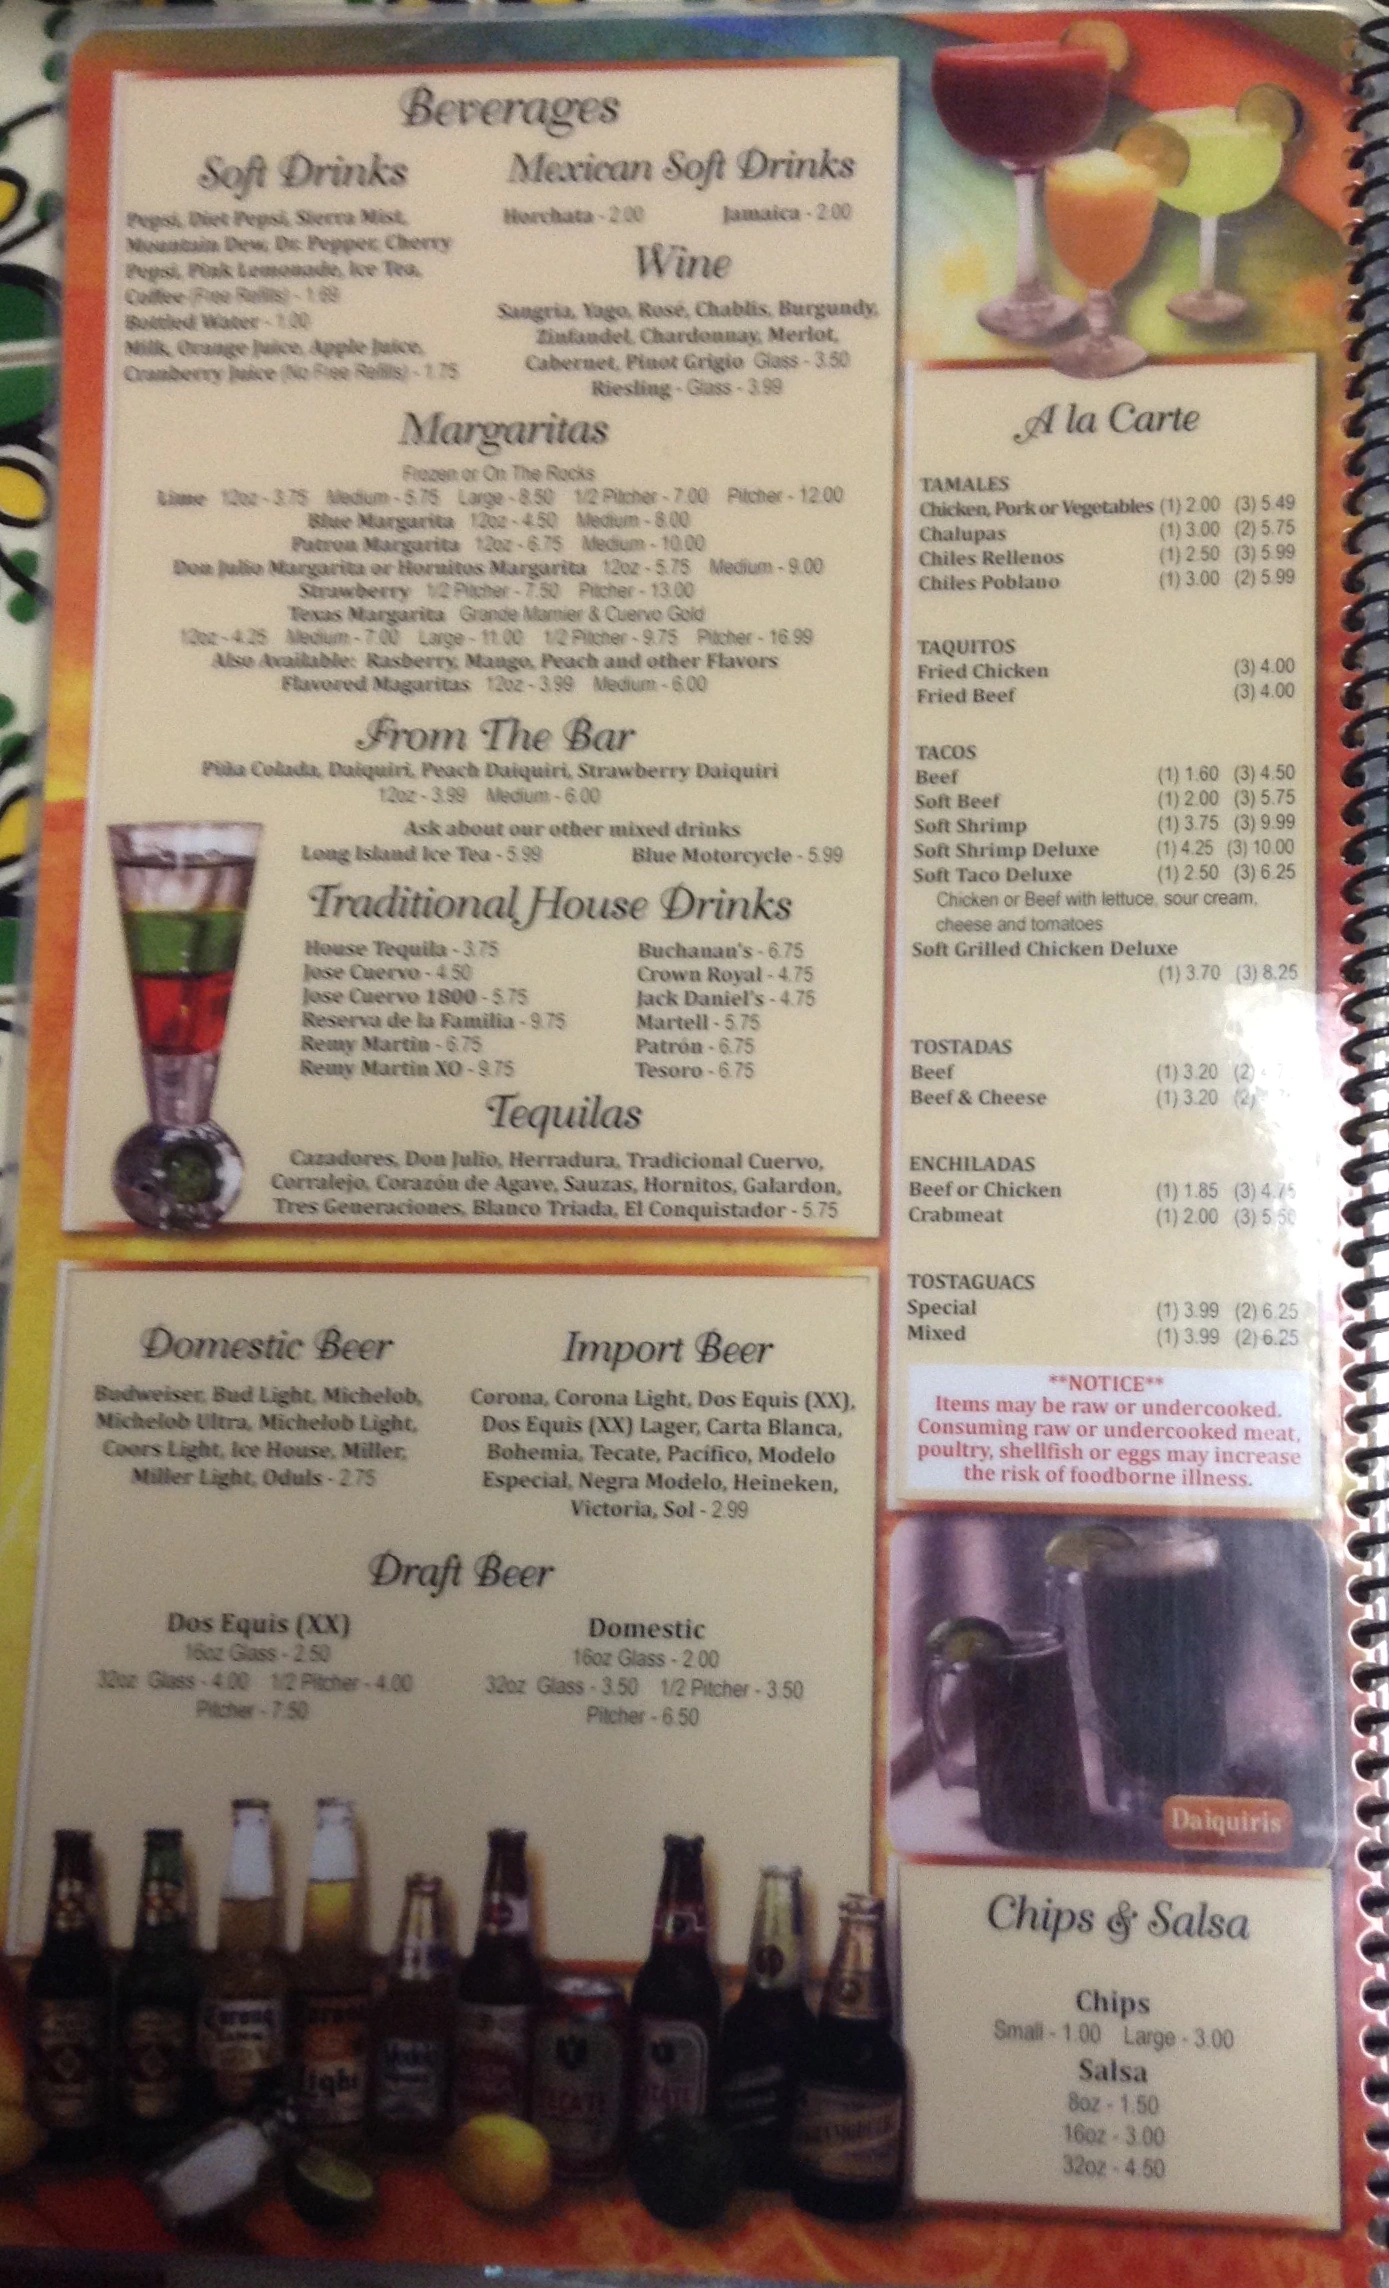 Beverages
Soft Drinks
Pepsi, Diet Pepsi, Sierra Mist,
Mountain Dew, Dr. Pepper, Cherry
Pepsi, Pink Lemonade, Ice Tea,
Coffee (Free Refills) - 1.69
Bottled Water - 1.00
Milk, Orange Juice, Apple Juice,
Cranberry Juice (No Free Refills) - 1.75
Mexican Soft Drinks
Horchata - 2.00 Jamaica - 2.00
Wine
Sangria, Yago, Rosé, Chablis, Burgundy,
Zinfandel, Chardonnay, Merlot,
Cabernet, Pinot Grigio Glass - 3.50
Riesling - Glass - 3.99
Margaritas
Frozen or On The Rocks
Lime 12oz - 3.75 Medium - 5.75 Large - 8.50 1/2 Pitcher - 7.00 Pitcher - 12.00
Blue Margarita 12oz - 4.50 Medium - 8.00
Patron Margarita 12oz - 6.75 Medium - 10.00
Don Julio Margarita or Hornitos Margarita 12oz - 5.75 Medium - 9.00
Strawberry 1/2 Pitcher - 7.50 Pitcher - 13.00
Texas Margarita Grande Marnier & Cuervo Gold
12oz - 4.25 Medium - 7.00 Large - 11.00 1/2 Pitcher - 9.75 Pitcher - 16.99
Also Available: Rasberry, Mango, Peach and other Flavors
Flavored Magaritas 12oz - 3.99 Medium - 6.00
From The Bar
Piña Colada, Daiquiri, Peach Daiquiri, Strawberry Daiquiri
12oz - 3.99 Medium - 6.00
Ask about our other mixed drinks
Long Island Ice Tea - 5.99 Blue Motorcycle - 5.99
Traditional House Drinks
House Tequila - 3.75
Jose Cuervo - 4.50
Jose Cuervo 1800 - 5.75
Reserva de la Familia - 9.75
Remy Martin - 6.75
Remy Martin XO - 9.75
Buchanan's - 6.75
Crown Royal - 4.75
Jack Daniel's - 4.75
Martell - 5.75
Patrón - 6.75
Tesoro - 6.75
Tequilas
Cazadores, Don Julio, Herradura, Tradicional Cuervo,
Corralejo, Corazón de Agave, Sauzas, Hornitos, Galardon,
Tres Generaciones, Blanco Triada, El Conquistador - 5.75
Domestic Beer
Budweiser, Bud Light, Michelob,
Michelob Ultra, Michelob Light,
Coors Light, Ice House, Miller,
Miller Light, Oduls - 2.75
Import Beer
Corona, Corona Light, Dos Equis (XX),
Dos Equis (XX) Lager, Carta Blanca,
Bohemia, Tecate, Pacífico, Modelo
Especial, Negra Modelo, Heineken,
Victoria, Sol - 2.99
Draft Beer
Dos Equis (XX)
16oz Glass - 2.50
32oz Glass - 4.00 1/2 Pitcher - 4.00
Pitcher - 7.50
Domestic
16oz Glass - 2.00
32oz Glass - 3.50 1/2 Pitcher - 3.50
Pitcher - 6.50
Corona
Light
TECATE
A la Carte
TAMALES
Chicken, Pork or Vegetables (1) 2.00 (3) 5.49
Chalupas (1) 3.00 (2) 5.75
Chiles Rellenos (1) 2.50 (3) 5.99
Chiles Poblano (1) 3.00 (2) 5.99
TAQUITOS
Fried Chicken (3) 4.00
Fried Beef (3) 4.00
TACOS
Beef (1) 1.60 (3) 4.50
Soft Beef (1) 2.00 (3) 5.75
Soft Shrimp (1) 3.75 (3) 9.99
Soft Shrimp Deluxe (1) 4.25 (3) 10.00
Soft Taco Deluxe (1) 2.50 (3) 6.25
Chicken or Beef with lettuce, sour cream,
cheese and tomatoes
Soft Grilled Chicken Deluxe
(1) 3.70 (3) 8.25
TOSTADAS
Beef (1) 3.20 (2)
Beef & Cheese (1) 3.20 (2)
ENCHILADAS
Beef or Chicken (1) 1.85 (3) 4.75
Crabmeat (1) 2.00 (3) 5.50
TOSTAGUACS
Special (1) 3.99 (2) 6.25
Mixed (1) 3.99 (2) 6.25
**NOTICE**
Items may be raw or undercooked.
Consuming raw or undercooked meat,
poultry, shellfish or eggs may increase
the risk of foodborne illness.
Daiquiris
Chips & Salsa
Chips
Small - 1.00 Large - 3.00
Salsa
8oz - 1.50
16oz - 3.00
32oz - 4.50